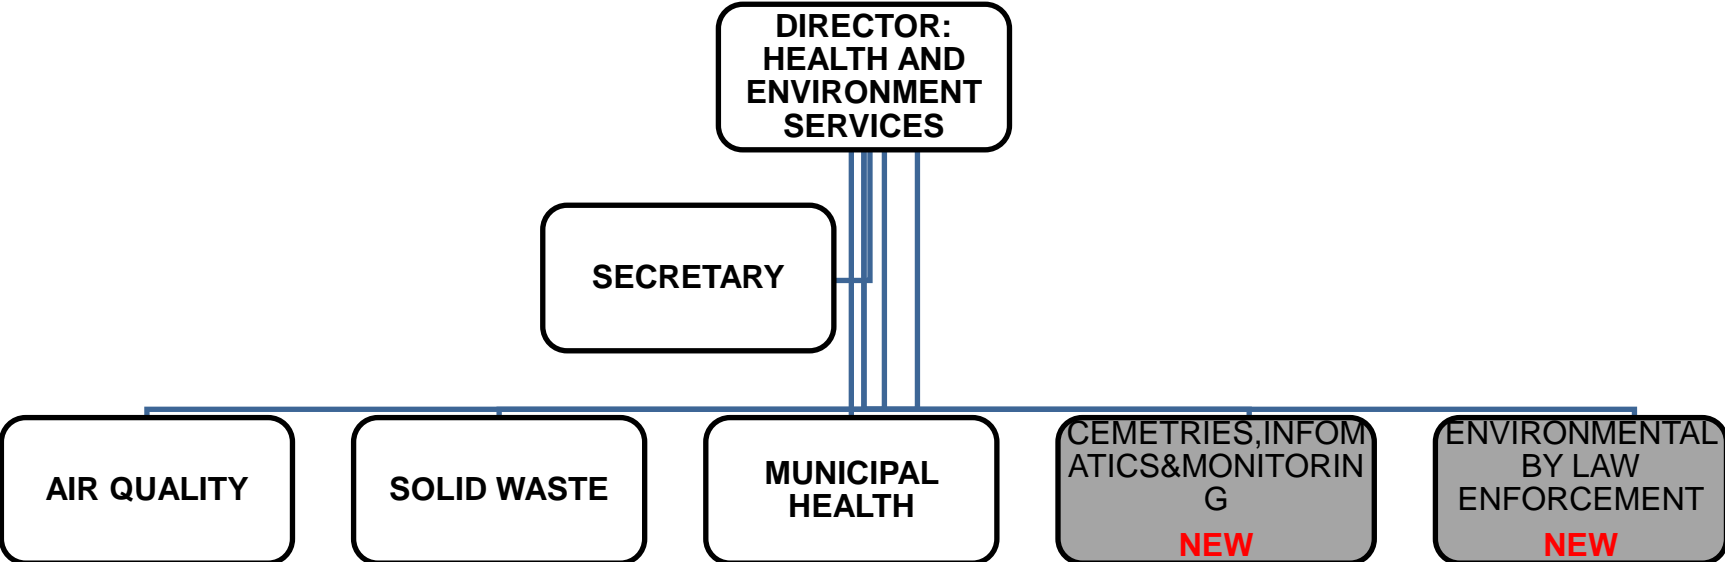 DIRECTOR:
HEALTH AND
ENVIRONMENT
SERVICES
SECRETARY
AIR QUALITY
SOLID WASTE
MUNICIPAL
HEALTH
CEMETRIES,INFOM
ATICS&MONITORIN
G
NEW
ENVIRONMENTAL
BY LAW
ENFORCEMENT
NEW